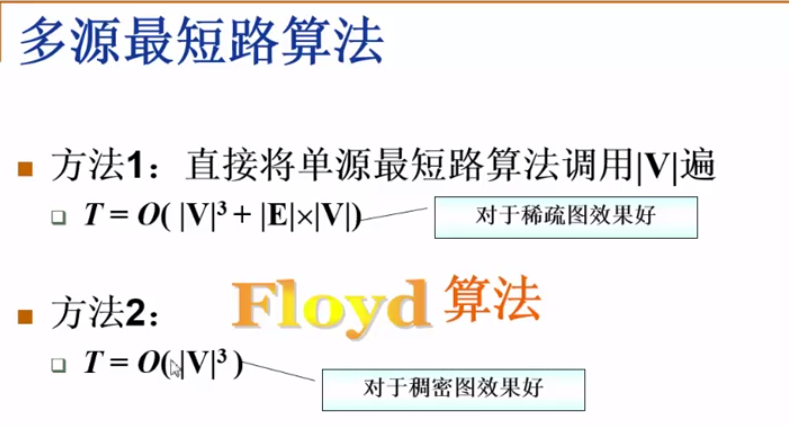 多源最短路算法
方法1：直接将单源最短路算法调用|V|遍
T = O( |V|³ + |E|×|V|)
对于稀疏图效果好
方法2：Floyd 算法
T = O( |V|³ )
对于稠密图效果好